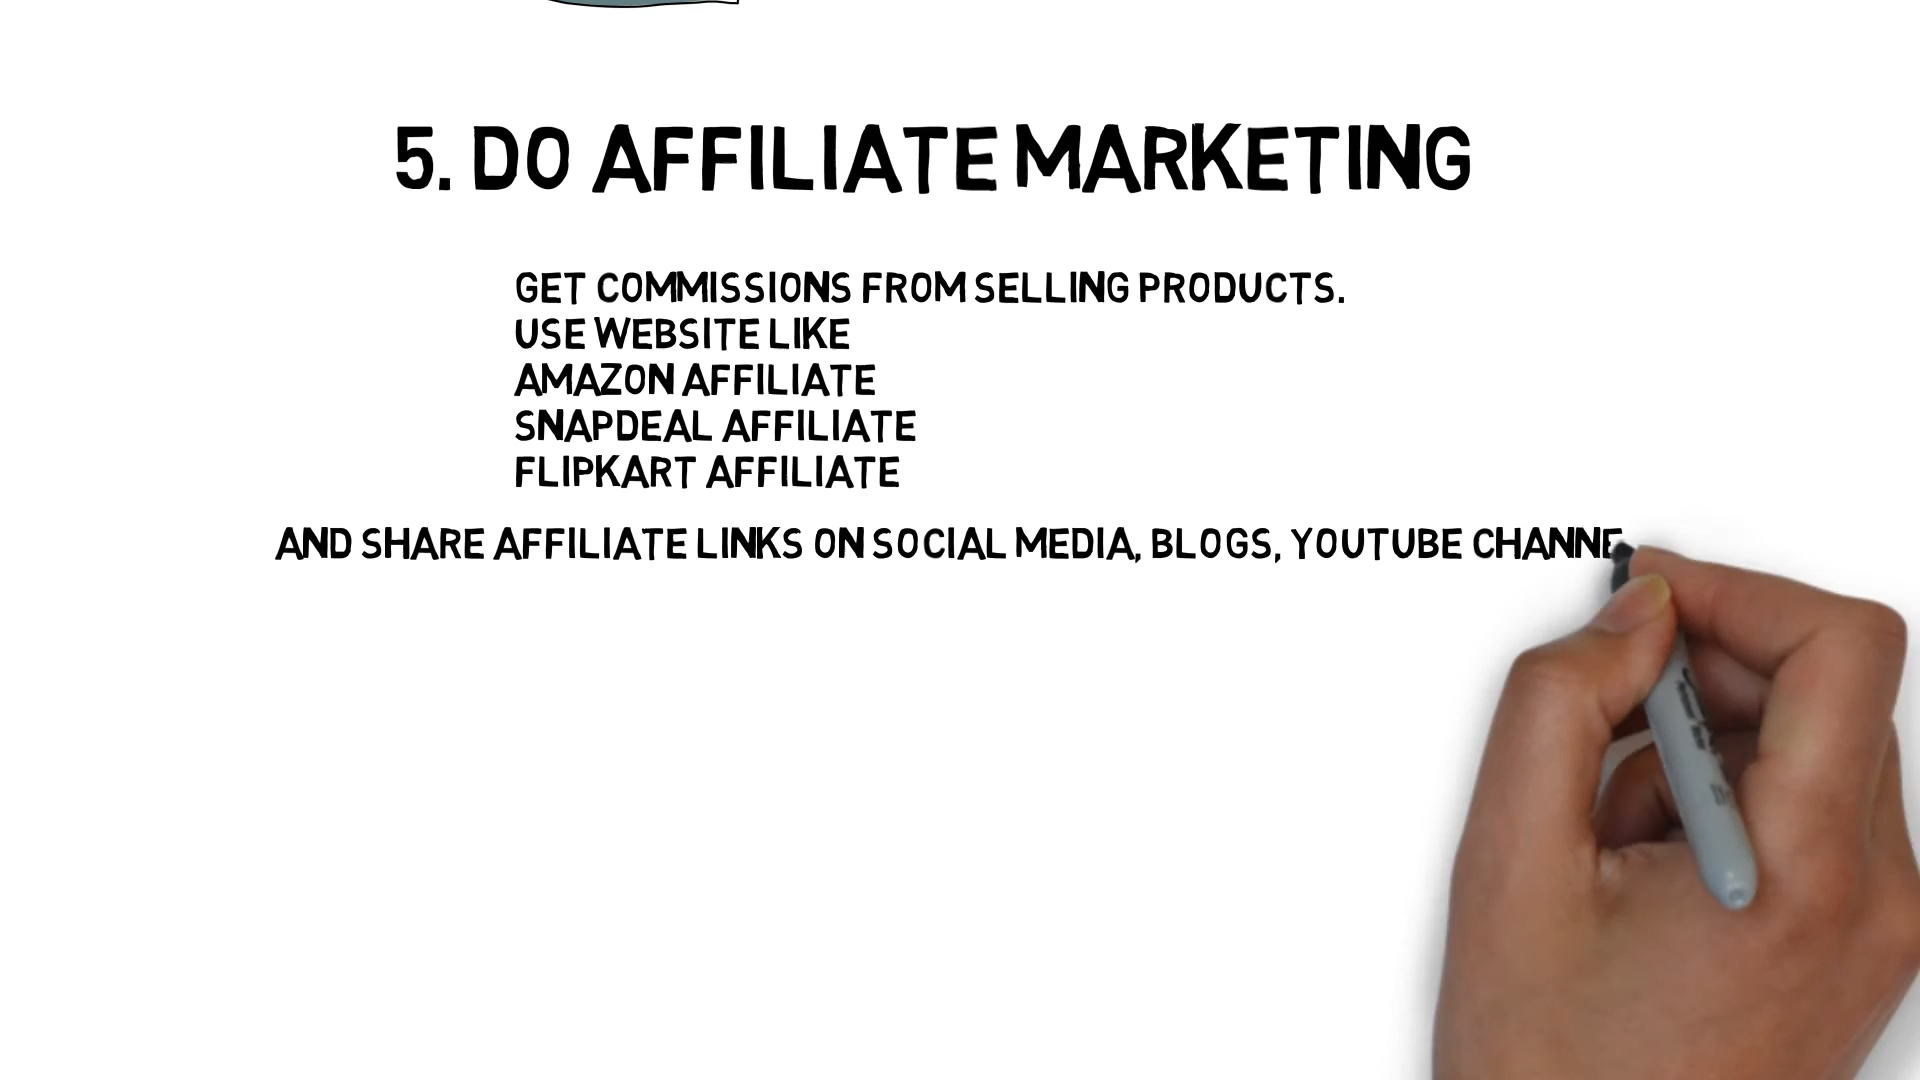 5. DO AFFILIATE MARKETING
GET COMMISSIONS FROM SELLING PRODUCTS.
USE WEBSITE LIKE
AMAZON AFFILIATE
SNAPDEAL AFFILIATE
FLIPKART AFFILIATE
AND SHARE AFFILIATE LINKS ON SOCIAL MEDIA, BLOGS, YOUTUBE CHANNE